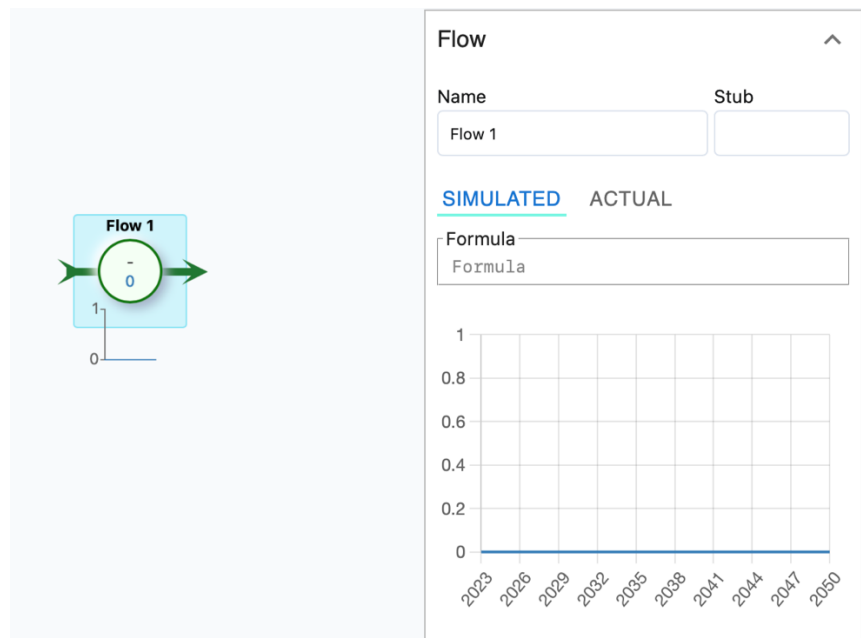 Flow 1
-
0
1
0
Flow
Name
Stub
Flow 1
SIMULATED ACTUAL
Formula
Formula
1
0.8
0.6
0.4
0.2
0
2023 2026 2029 2032 2035 2038 2041 2044 2047 2050